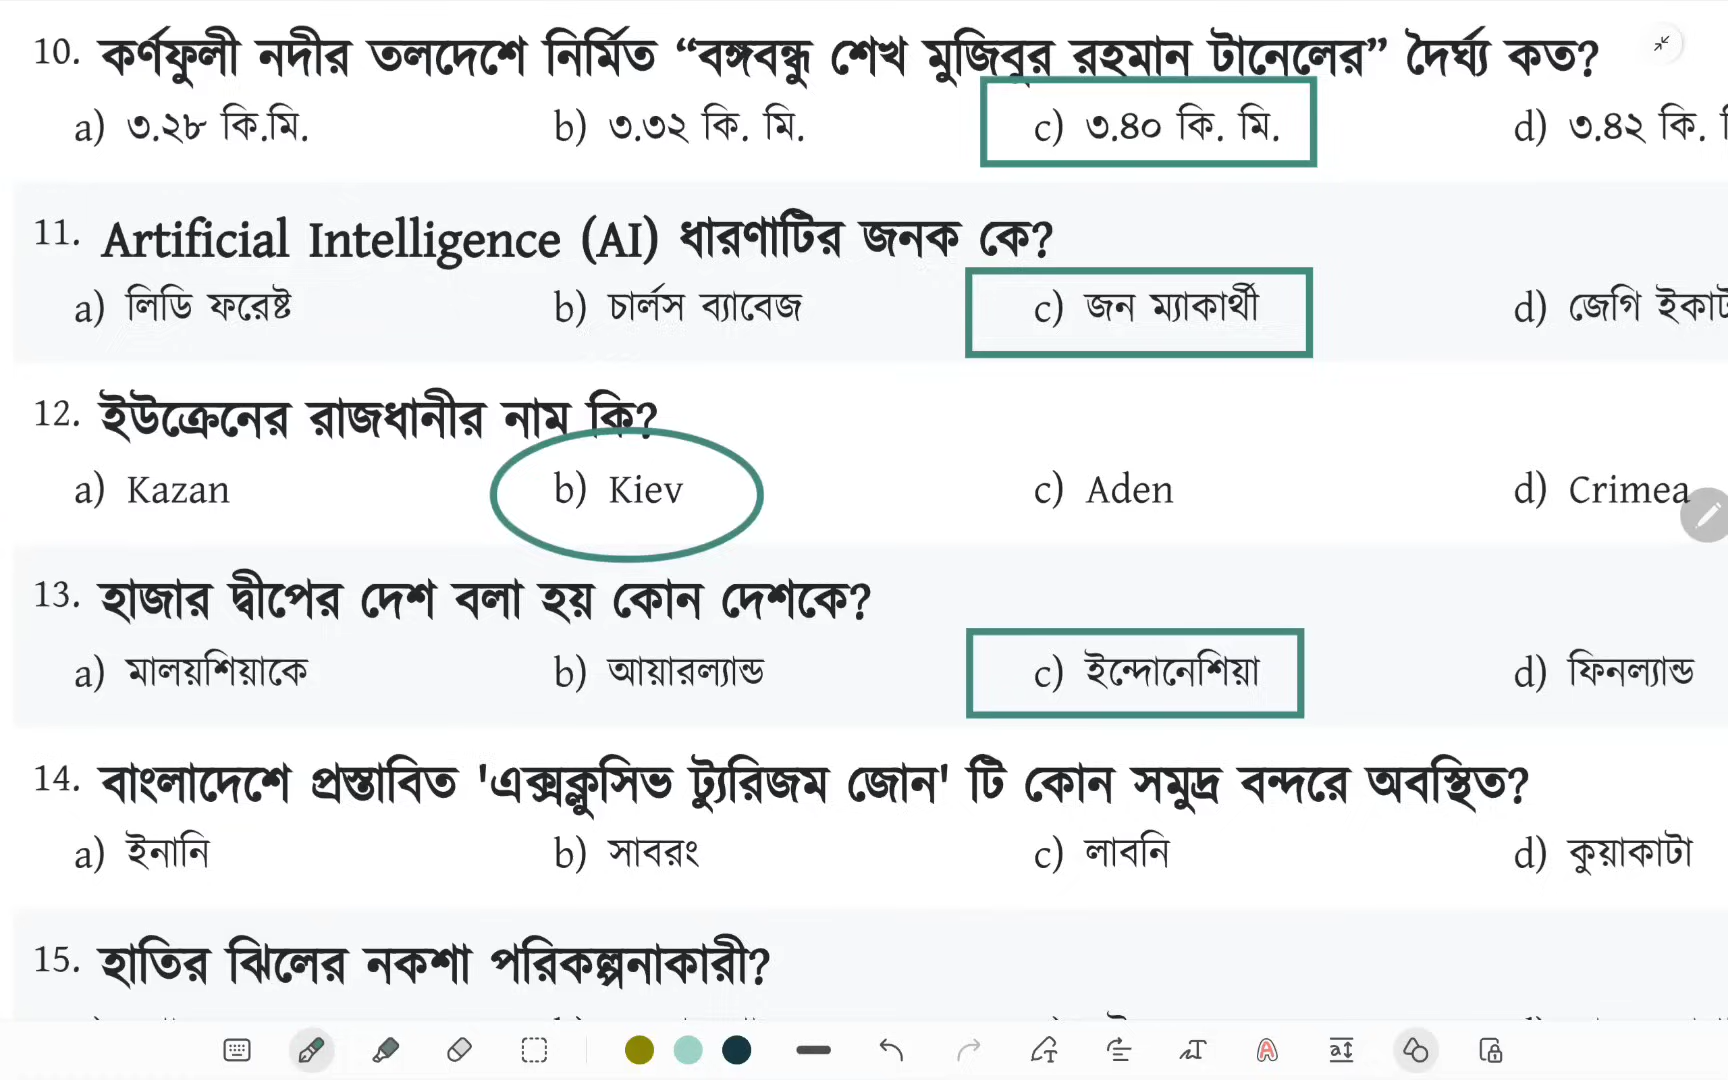 10. কর্ণফুলী নদীর তলদেশে নির্মিত “বঙ্গবন্ধু শেখ মুজিবুর রহমান টানেলের” দৈর্ঘ্য কত?
a) ৩.২৮ কি.মি. b) ৩.৩২ কি. মি. c) ৩.৪০ কি. মি. d) ৩.৪২ কি.
11. Artificial Intelligence (AI) ধারণাটির জনক কে?
a) লিডি ফরেষ্ট b) চার্লস ব্যাবেজ c) জন ম্যাকার্থী d) জেগি
12. ইউক্রেনের রাজধানীর নাম কি?
a) Kazan b) Kiev c) Aden d) Crimea
13. হাজার দ্বীপের দেশ বলা হয় কোন দেশকে?
a) মালয়শিয়াকে b) আয়ারল্যান্ড c) ইন্দোনেশিয়া d) ফিনল্যান্ড
14. বাংলাদেশে প্রস্তাবিত 'এক্সক্লুসিভ ট্যুরিজম জোন' টি কোন সমুদ্র বন্দরে অবস্থিত?
a) ইনানি b) সাবরং c) লাবনি d) কুয়াকাটা
15. হাতির ঝিলের নকশা পরিকল্পনাকারী?